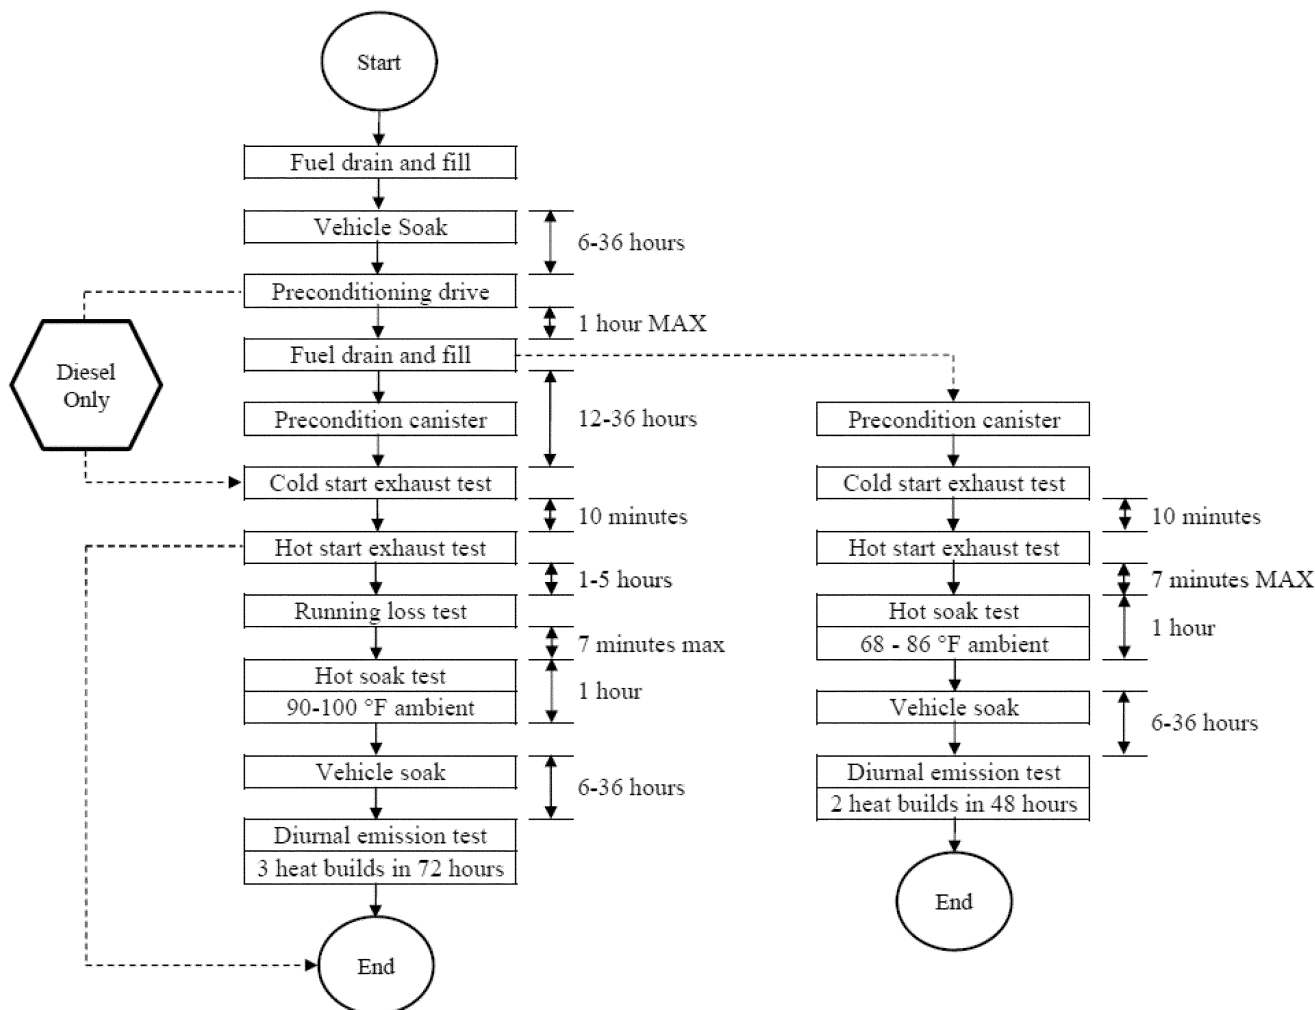 Start
Fuel drain and fill
Vehicle Soak
6-36 hours
Preconditioning drive
1 hour MAX
Fuel drain and fill
Diesel
Only
Precondition canister
12-36 hours
Cold start exhaust test
10 minutes
Hot start exhaust test
1-5 hours
Running loss test
7 minutes max
Hot soak test
90-100 °F ambient
1 hour
Vehicle soak
6-36 hours
Diurnal emission test
3 heat builds in 72 hours
End
Precondition canister
Cold start exhaust test
10 minutes
Hot start exhaust test
7 minutes MAX
Hot soak test
68 - 86 °F ambient
1 hour
Vehicle soak
6-36 hours
Diurnal emission test
2 heat builds in 48 hours
End